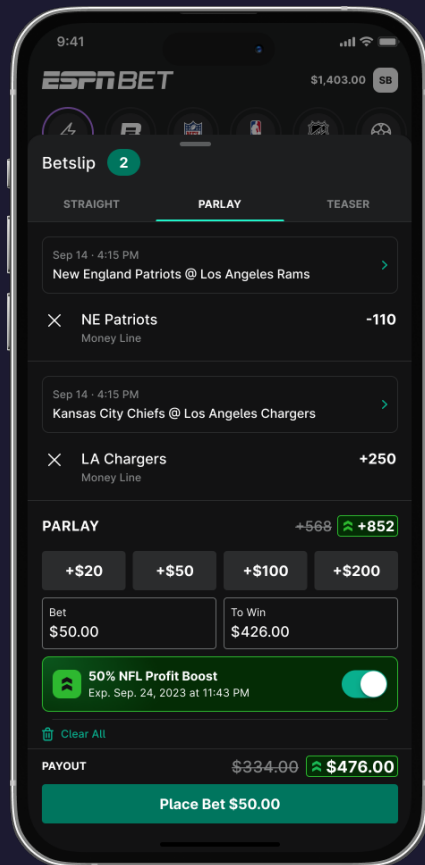 9:41
ESPN BET
$1,403.00 SB
Betslip 2
STRAIGHT PARLAY TEASER
Sep 14 · 4:15 PM
New England Patriots @ Los Angeles Rams
NE Patriots -110
Money Line
Sep 14 · 4:15 PM
Kansas City Chiefs @ Los Angeles Chargers
LA Chargers +250
Money Line
PARLAY +568 +852
+$20 +$50 +$100 +$200
Bet
$50.00
To Win
$426.00
50% NFL Profit Boost
Exp. Sep. 24, 2023 at 11:43 PM
Clear All
PAYOUT $334.00 $476.00
Place Bet $50.00